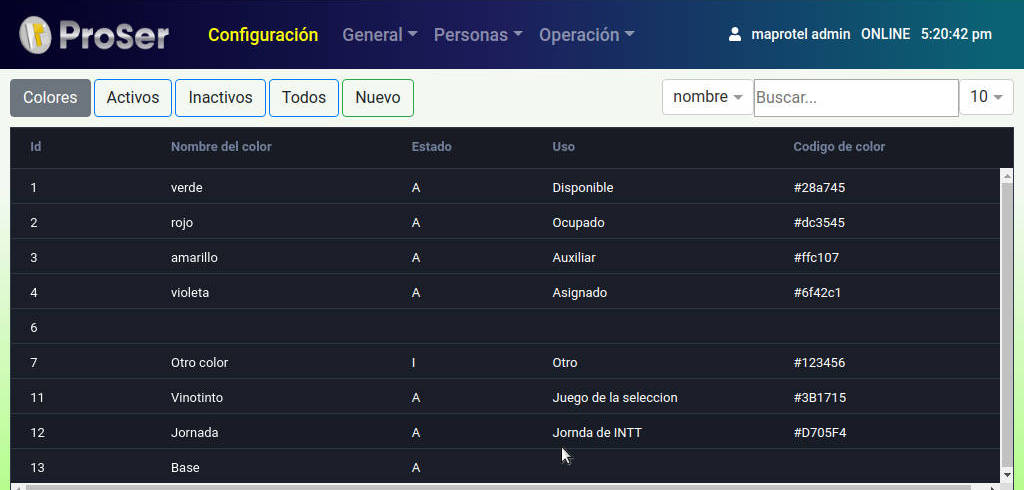 ProSer Configuración General Personas Operación maprotel admin ONLINE 5:20:42 pm
Colores Activos Inactivos Todos Nuevo nombre Buscar... 10
Id Nombre del color Estado Uso Codigo de color
1 verde A Disponible #28a745
2 rojo A Ocupado #dc3545
3 amarillo A Auxiliar #ffc107
4 violeta A Asignado #6f42c1
6
7 Otro color I Otro #123456
11 Vinotinto A Juego de la seleccion #3B1715
12 Jornada A Jornda de INTT #D705F4
13 Base A